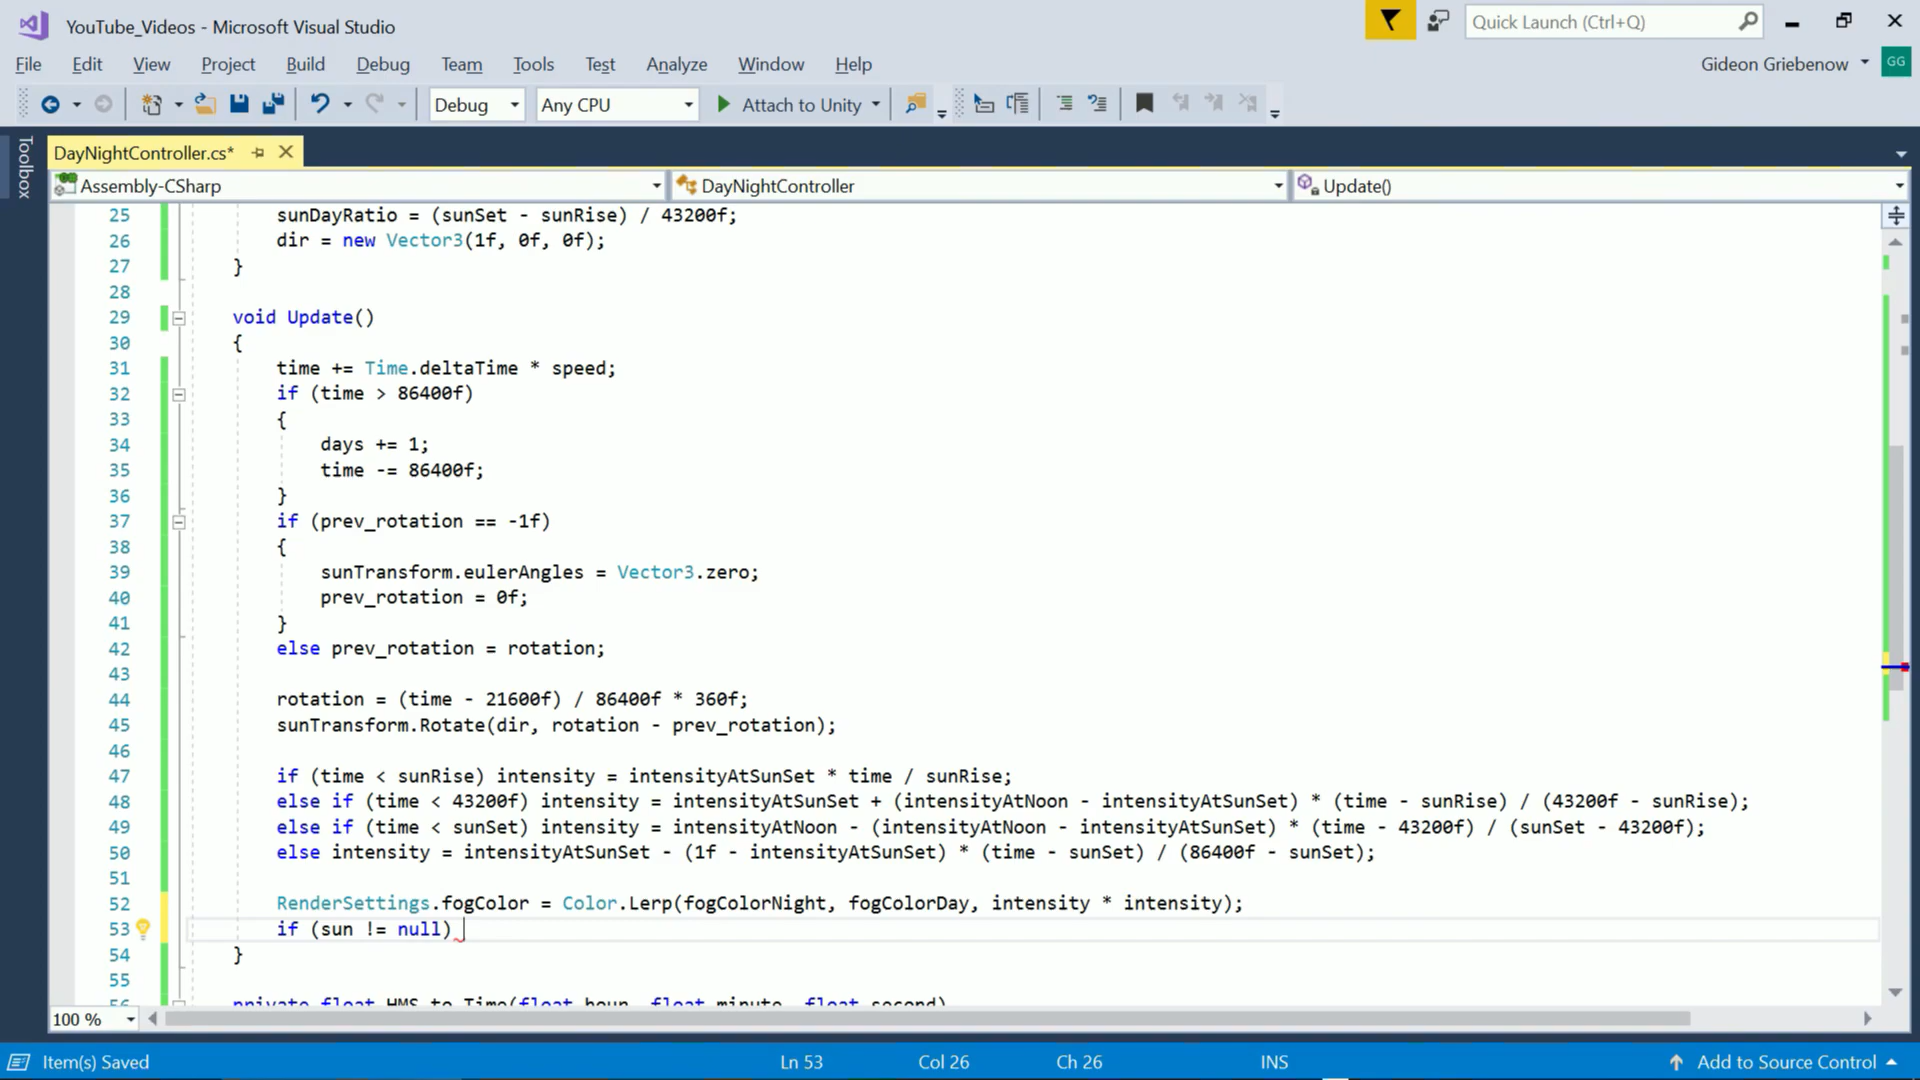 YouTube_Videos - Microsoft Visual Studio
Quick Launch (Ctrl+Q)
File Edit View Project Build Debug Team Tools Test Analyze Window Help
Gideon Griebenow GG
Debug Any CPU Attach to Unity
Toolbox
DayNightController.cs*
Assembly-CSharp DayNightController Update()
25 sunDayRatio = (sunSet - sunRise) / 43200f;
26 dir = new Vector3(1f, 0f, 0f);
27 }
28
29 void Update()
30 {
31 time += Time.deltaTime * speed;
32 if (time > 86400f)
33 {
34 days += 1;
35 time -= 86400f;
36 }
37 if (prev_rotation == -1f)
38 {
39 sunTransform.eulerAngles = Vector3.zero;
40 prev_rotation = 0f;
41 }
42 else prev_rotation = rotation;
43
44 rotation = (time - 21600f) / 86400f * 360f;
45 sunTransform.Rotate(dir, rotation - prev_rotation);
46
47 if (time < sunRise) intensity = intensityAtSunSet * time / sunRise;
48 else if (time < 43200f) intensity = intensityAtSunSet + (intensityAtNoon - intensityAtSunSet) * (time - sunRise) / (43200f - sunRise);
49 else if (time < sunSet) intensity = intensityAtNoon - (intensityAtNoon - intensityAtSunSet) * (time - 43200f) / (sunSet - 43200f);
50 else intensity = intensityAtSunSet - (1f - intensityAtSunSet) * (time - sunSet) / (86400f - sunSet);
51
52 RenderSettings.fogColor = Color.Lerp(fogColorNight, fogColorDay, intensity * intensity);
53 if (sun != null)
54 }
55
56 private float HMS_to_Time(float hour, float minute, float second)
100 %
Item(s) Saved Ln 53 Col 26 Ch 26 INS Add to Source Control